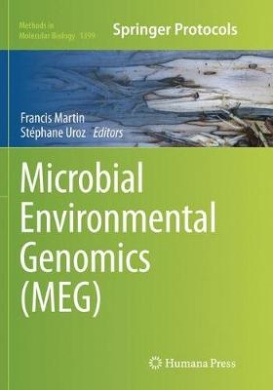 Methods in
Molecular Biology 1399
Springer Protocols
Francis Martin
Stéphane Uroz Editors
Microbial
Environmental
Genomics
(MEG)
Humana Press